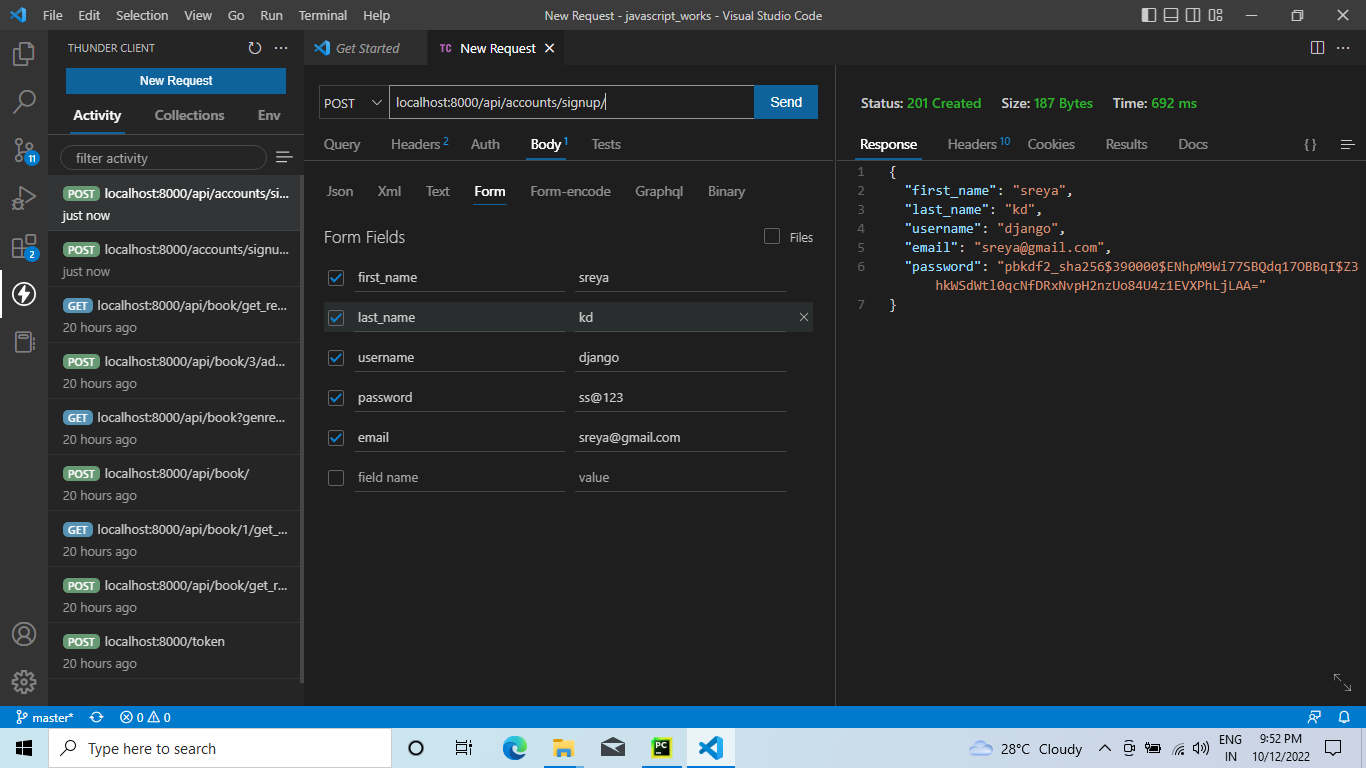 File Edit Selection View Go Run Terminal Help New Request - javascript_works - Visual Studio Code
THUNDER CLIENT
New Request
Activity Collections Env
filter activity
POST localhost:8000/api/accounts/si...
just now
POST localhost:8000/accounts/signu...
just now
GET localhost:8000/api/book/get_re...
20 hours ago
POST localhost:8000/api/book/3/ad...
20 hours ago
GET localhost:8000/api/book?genre...
20 hours ago
POST localhost:8000/api/book/
20 hours ago
GET localhost:8000/api/book/1/get_...
20 hours ago
POST localhost:8000/api/book/get_r...
20 hours ago
POST localhost:8000/token
20 hours ago
11
2
Get Started TC New Request
POST localhost:8000/api/accounts/signup/ Send
Query Headers 2 Auth Body 1 Tests
Json Xml Text Form Form-encode Graphql Binary
Form Fields Files
first_name sreya
last_name kd
username django
password ss@123
email sreya@gmail.com
field name value
Status: 201 Created Size: 187 Bytes Time: 692 ms
Response Headers 10 Cookies Results Docs { }
1 {
2 "first_name": "sreya",
3 "last_name": "kd",
4 "username": "django",
5 "email": "sreya@gmail.com",
6 "password": "pbkdf2_sha256$390000$ENhpM9Wi77SBQdq17OBBqI$Z3
hkWSdWtl0qcNfDRxNvpH2nzUo84U4z1EVXPhLjLAA="
7 }
master* 0 0
Type here to search
PC
28°C Cloudy
ENG
IN
9:52 PM
10/12/2022